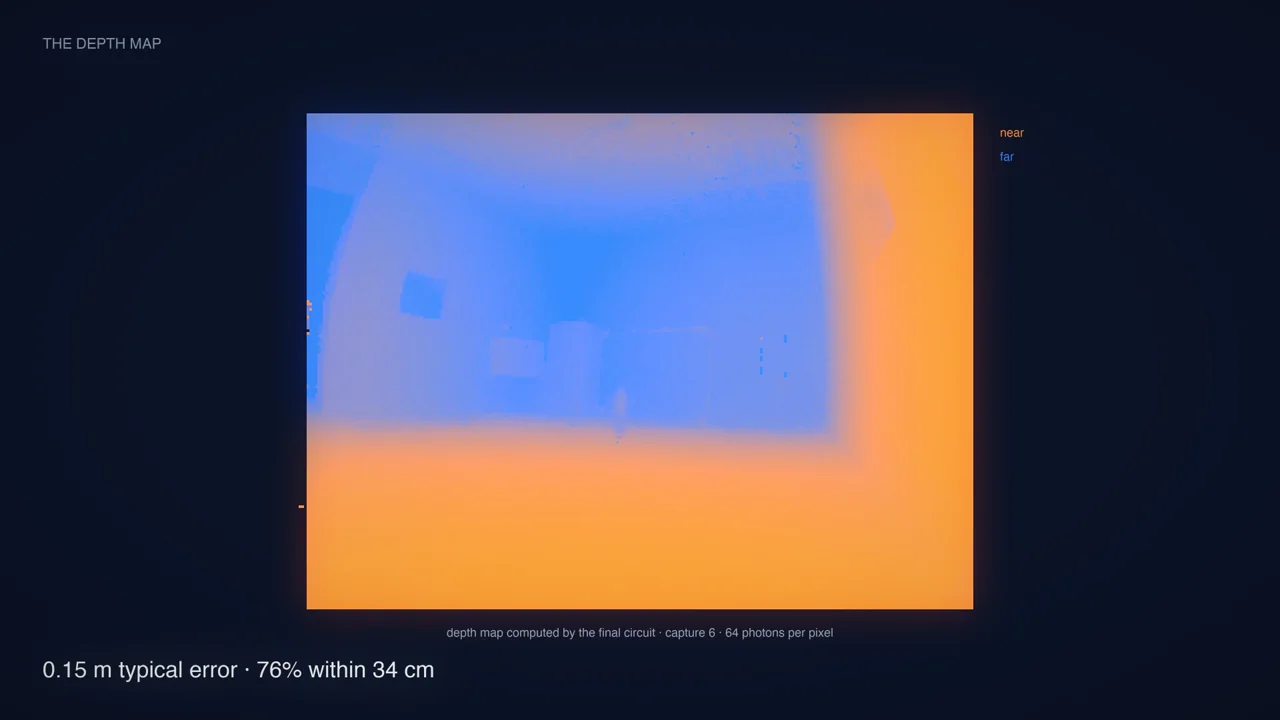 THE DEPTH MAP
near
far
depth map computed by the final circuit · capture 6 · 64 photons per pixel
0.15 m typical error · 76% within 34 cm